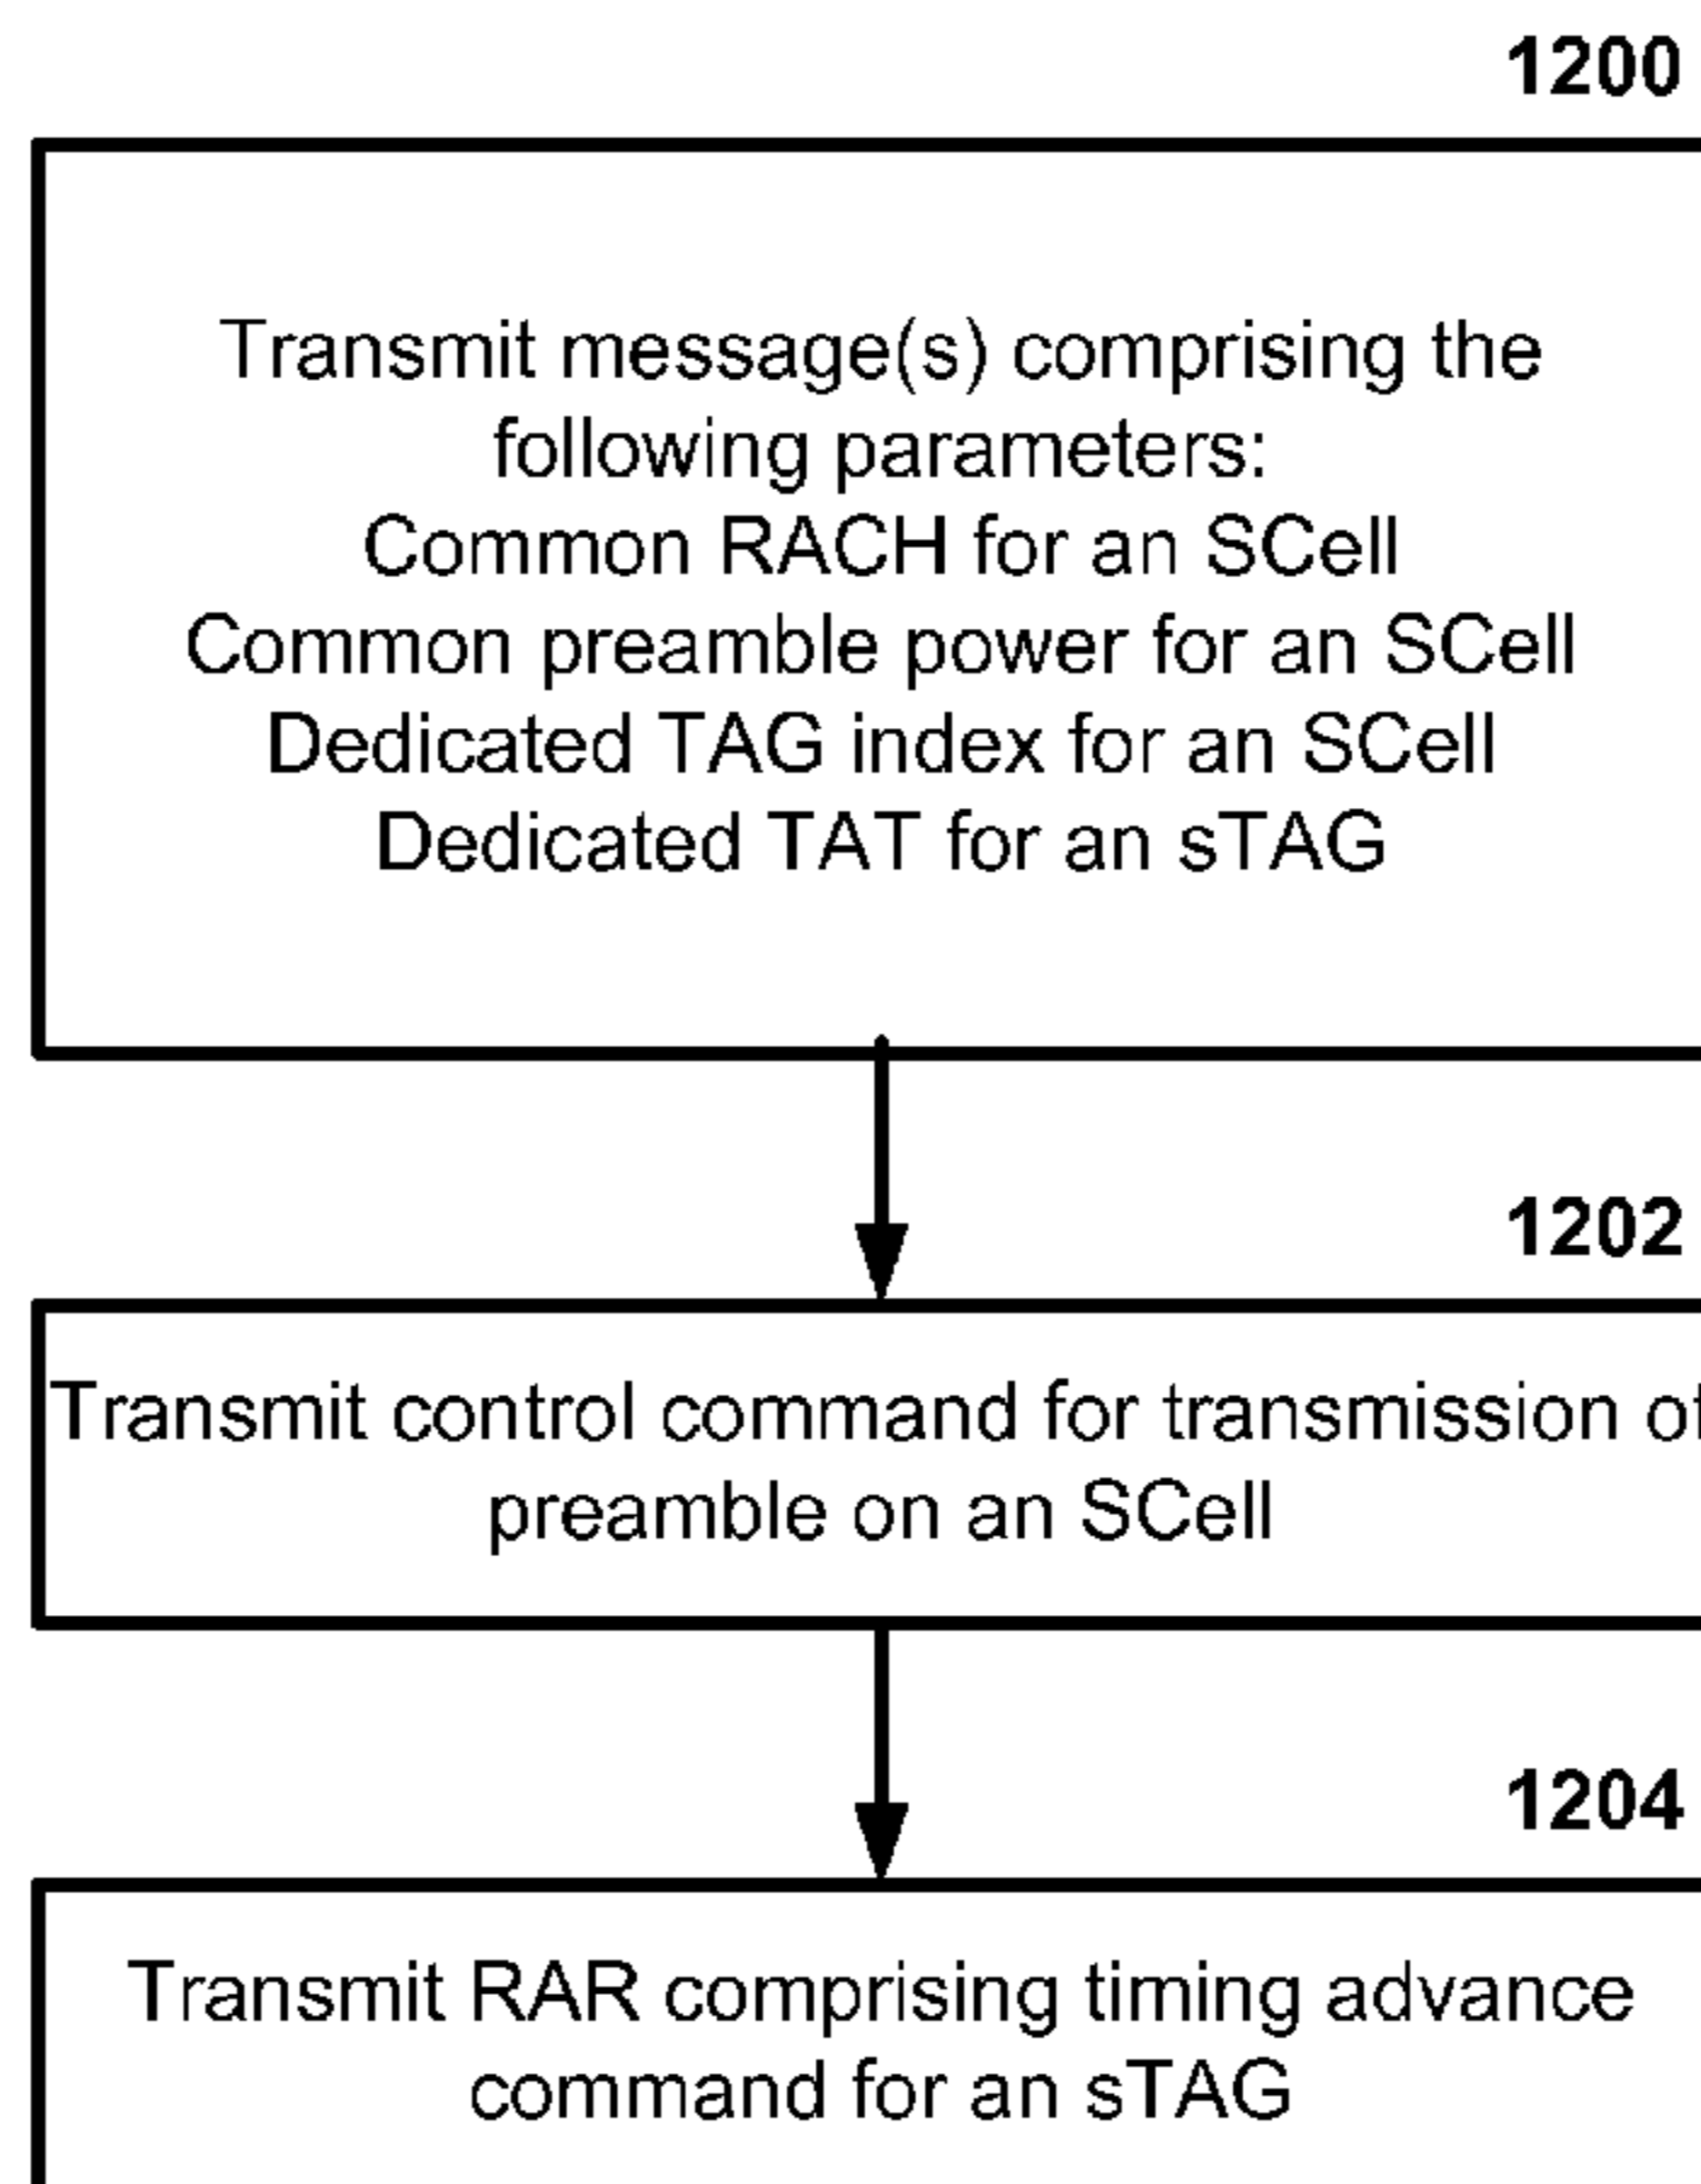 1200
Transmit message(s) comprising the
following parameters:
Common RACH for an SCell
Common preamble power for an SCell
Dedicated TAG index for an SCell
Dedicated TAT for an sTAG
1202
Transmit control command for transmission of
preamble on an SCell
1204
Transmit RAR comprising timing advance
command for an sTAG